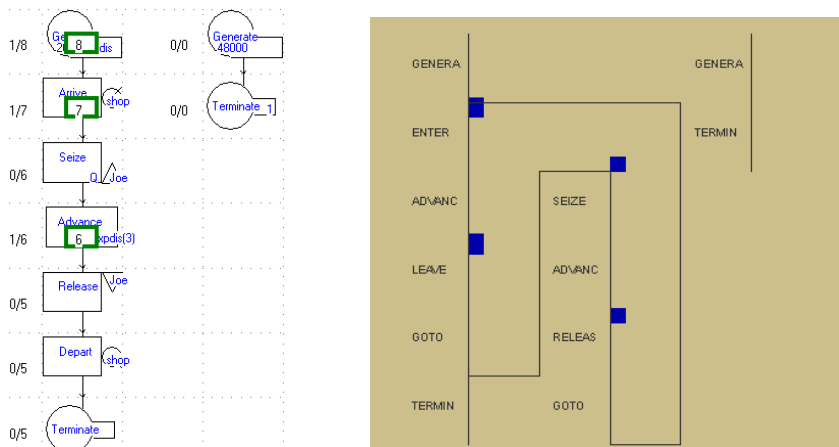 1/8
8
dis
0/0
Generate
48000
1/7
Arrive
7
shop
0/0
Terminate 1
0/6
Seize
Q
Joe
1/6
Advance
6
xpdis(3)
0/5
Release
Joe
0/5
Depart
shop
0/5
Terminate
GENERA
GENERA
ENTER
TERMIN
ADVANC
SEIZE
LEAVE
ADVANC
GOTO
RELEAS
TERMIN
GOTO